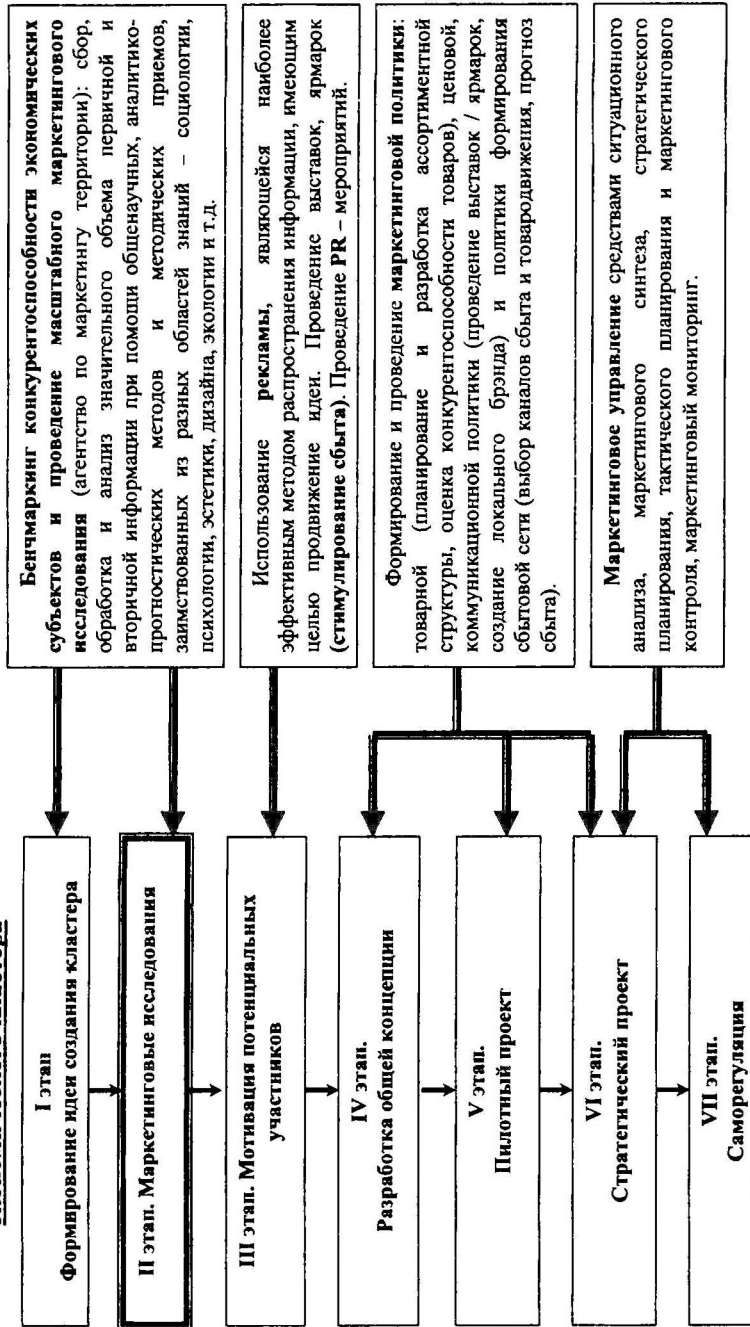 I этап
Формирование идеи создания кластера
II этап. Маркетинговые исследования
III этап. Мотивация потенциальных
участников
IV этап.
Разработка общей концепции
V этап.
Пилотный проект
VI этап.
Стратегический проект
VII этап.
Саморегуляция
Бенчмаркинг конкурентоспособности экономических
субъектов и проведение масштабного маркетингового
исследования (агентство по маркетингу территории): сбор,
обработка и анализ значительного объема первичной и
вторичной информации при помощи общенаучных, аналитико-
прогностических методов и методических приемов,
заимствованных из разных областей знаний – социологии,
психологии, эстетики, дизайна, экологии и т.д.
Использование рекламы, являющейся наиболее
эффективным методом распространения информации, имеющим
целью продвижение идеи. Проведение выставок, ярмарок
(стимулирование сбыта). Проведение PR – мероприятий.
Формирование и проведение маркетинговой политики:
товарной (планирование и разработка ассортиментной
структуры, оценка конкурентоспособности товаров), ценовой,
коммуникационной политики (проведение выставок / ярмарок,
создание локального брэнда) и политики формирования
сбытовой сети (выбор каналов сбыта и товародвижения, прогноз
сбыта).
Маркетинговое управление средствами ситуационного
анализа, маркетингового синтеза, стратегического
планирования, тактического планирования и маркетингового
контроля, маркетинговый мониторинг.